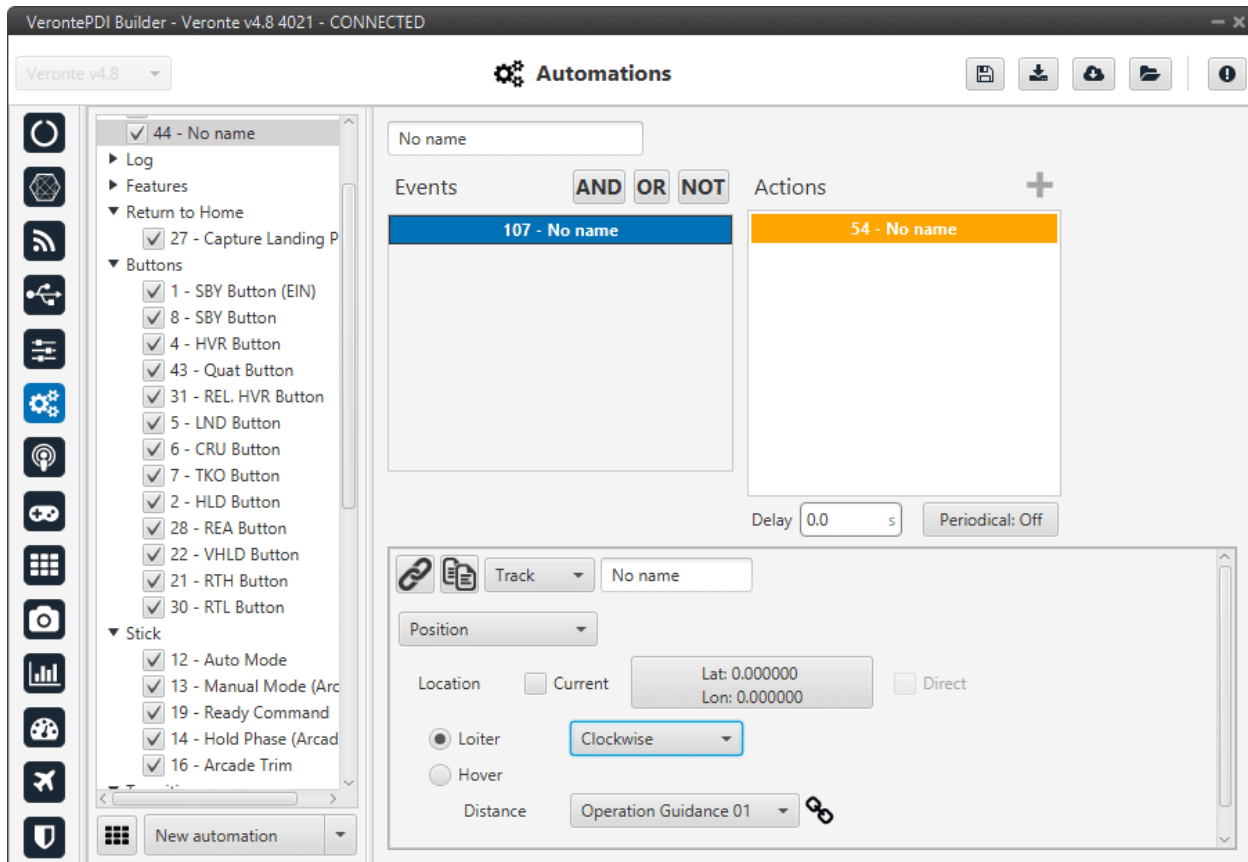 VerontePDI Builder - Veronte v4.8 4021 - CONNECTED
Veronte v4.8
Automations
44 - No name
Log
Features
Return to Home
27 - Capture Landing P
Buttons
1 - SBY Button (EIN)
8 - SBY Button
4 - HVR Button
43 - Quat Button
31 - REL. HVR Button
5 - LND Button
6 - CRU Button
7 - TKO Button
2 - HLD Button
28 - REA Button
22 - VHLD Button
21 - RTH Button
30 - RTL Button
Stick
12 - Auto Mode
13 - Manual Mode (Arc
19 - Ready Command
14 - Hold Phase (Arcad
16 - Arcade Trim
New automation
No name
Events AND OR NOT Actions
107 - No name
54 - No name
Delay 0.0 s Periodical: Off
Track No name
Position
Location Current Lat: 0.000000
Lon: 0.000000 Direct
Loiter Clockwise
Hover
Distance Operation Guidance 01